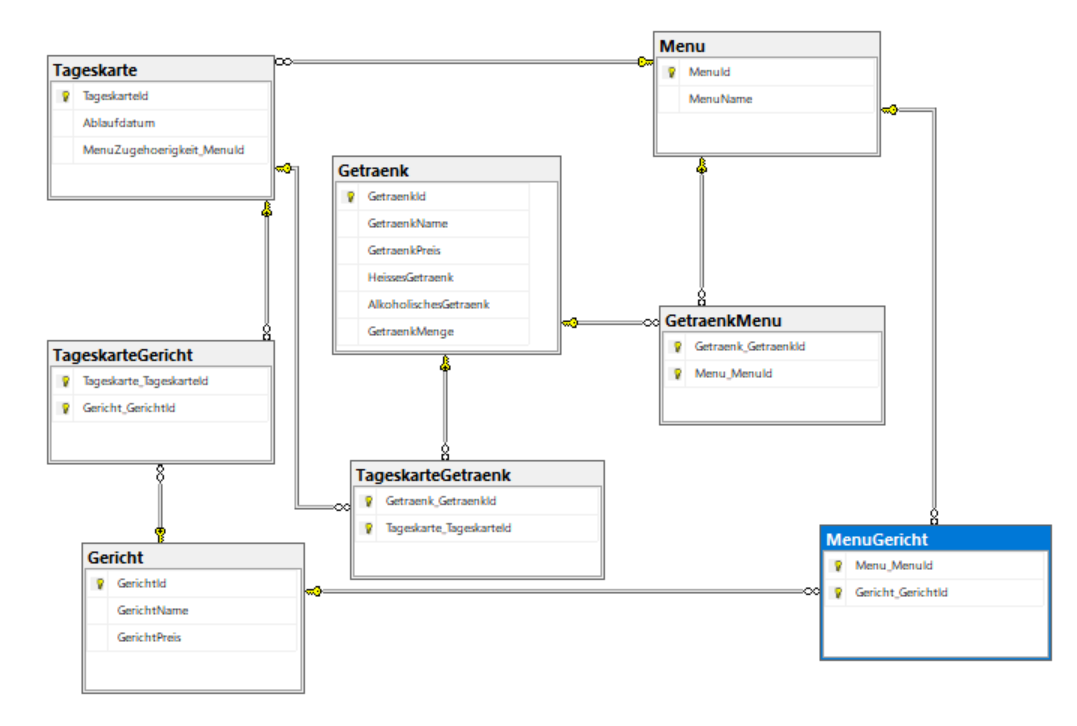 Tageskarte
TageskarteId
Ablaufdatum
MenuZugehoerigkeit_MenuId
Menu
MenuId
MenuName
Getraenk
GetraenkId
GetraenkName
GetraenkPreis
HeissesGetraenk
AlkoholischesGetraenk
GetraenkMenge
GetraenkMenu
Getraenk_GetraenkId
Menu_MenuId
TageskarteGericht
Tageskarte_TageskarteId
Gericht_GerichtId
TageskarteGetraenk
Getraenk_GetraenkId
Tageskarte_TageskarteId
Gericht
GerichtId
GerichtName
GerichtPreis
MenuGericht
Menu_MenuId
Gericht_GerichtId